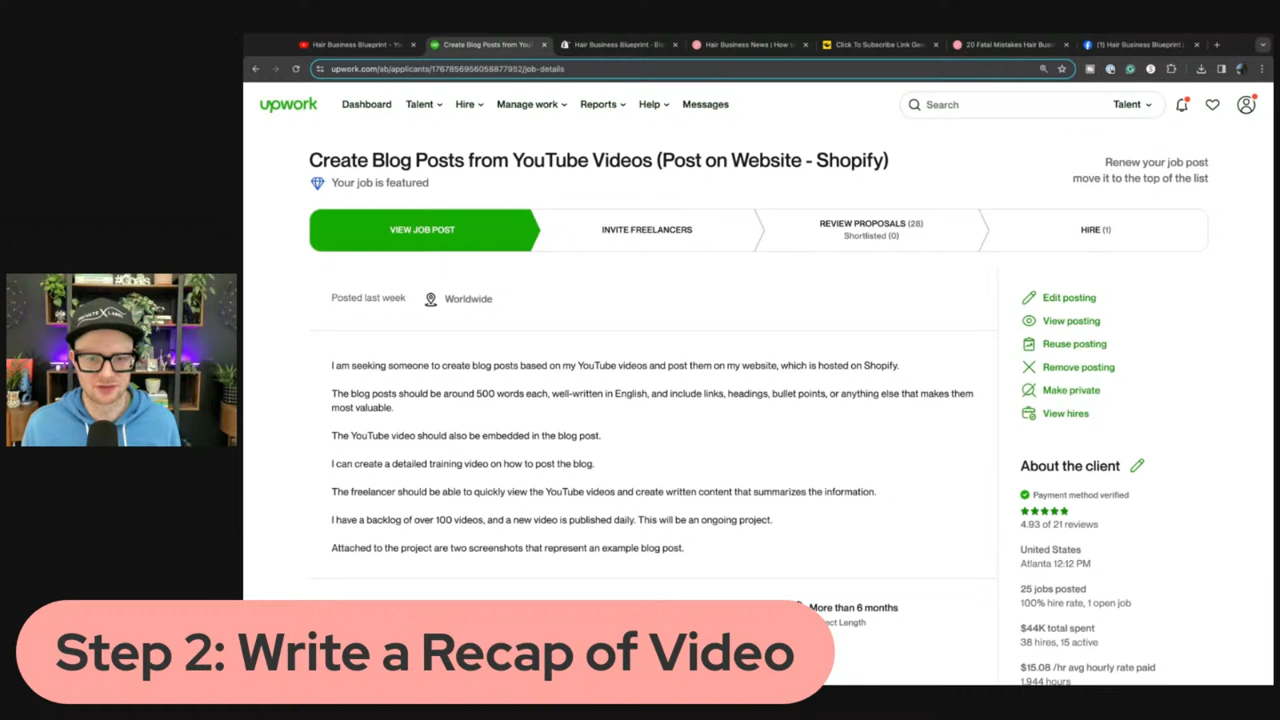 Hair Business Blueprint - Yo
Create Blog Posts from YouTu
Hair Business Blueprint · Blo
Hair Business News | How to
Click To Subscribe Link Gen
20 Fatal Mistakes Hair Busi
(1) Hair Business Blueprint
upwork.com/ab/applicants/1767856956058877952/job-details
upwork
Dashboard
Talent
Hire
Manage work
Reports
Help
Messages
Search
Talent
Create Blog Posts from YouTube Videos (Post on Website - Shopify)
Your job is featured
Renew your job post
move it to the top of the list
VIEW JOB POST
INVITE FREELANCERS
REVIEW PROPOSALS (28)
Shortlisted (0)
HIRE (1)
Posted last week
Worldwide
I am seeking someone to create blog posts based on my YouTube videos and post them on my website, which is hosted on Shopify.
The blog posts should be around 500 words each, well-written in English, and include links, headings, bullet points, or anything else that makes them
most valuable.
The YouTube video should also be embedded in the blog post.
I can create a detailed training video on how to post the blog.
The freelancer should be able to quickly view the YouTube videos and create written content that summarizes the information.
I have a backlog of over 100 videos, and a new video is published daily. This will be an ongoing project.
Attached to the project are two screenshots that represent an example blog post.
More than 6 months
ect Length
Edit posting
View posting
Reuse posting
Remove posting
Make private
View hires
About the client
Payment method verified
4.93 of 21 reviews
United States
Atlanta 12:12 PM
25 jobs posted
100% hire rate, 1 open job
$44K total spent
38 hires, 15 active
$15.08 /hr avg hourly rate paid
1,944 hours
#Goals
PRIVATE X LABEL
Step 2: Write a Recap of Video